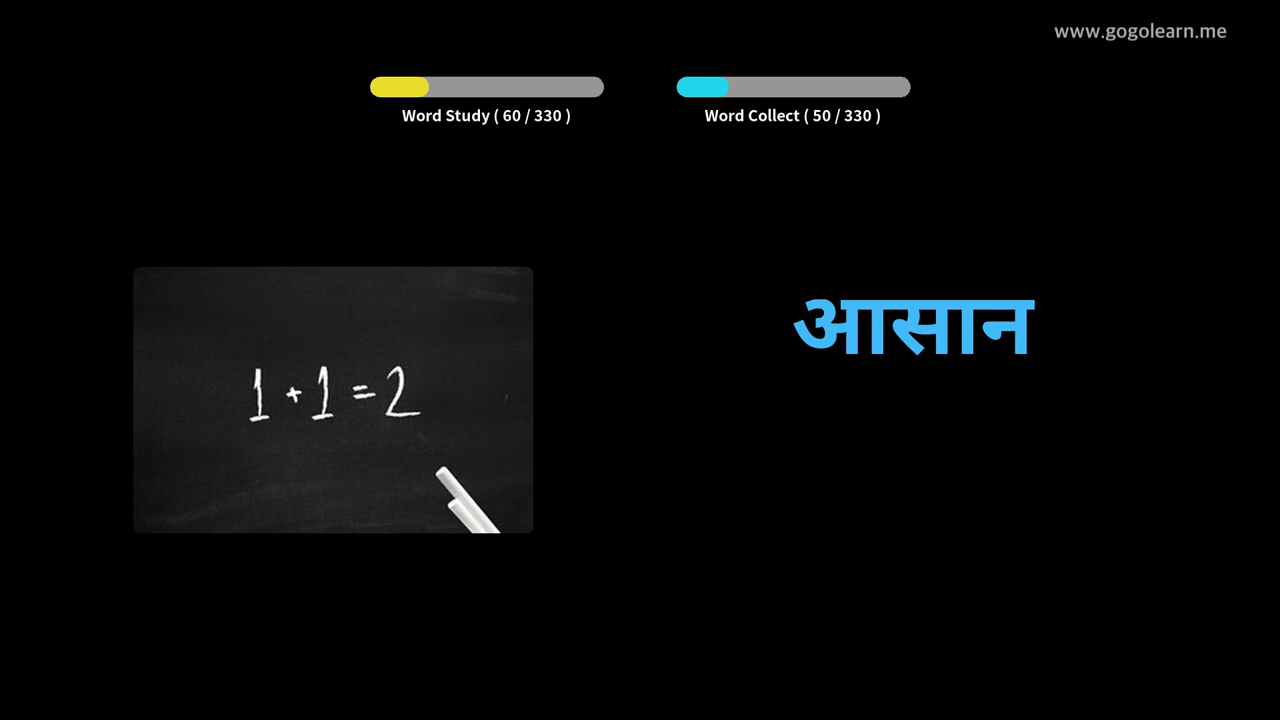 www.gogolearn.me
Word Study ( 60 / 330 )
Word Collect ( 50 / 330 )
आसान
1 + 1 = 2